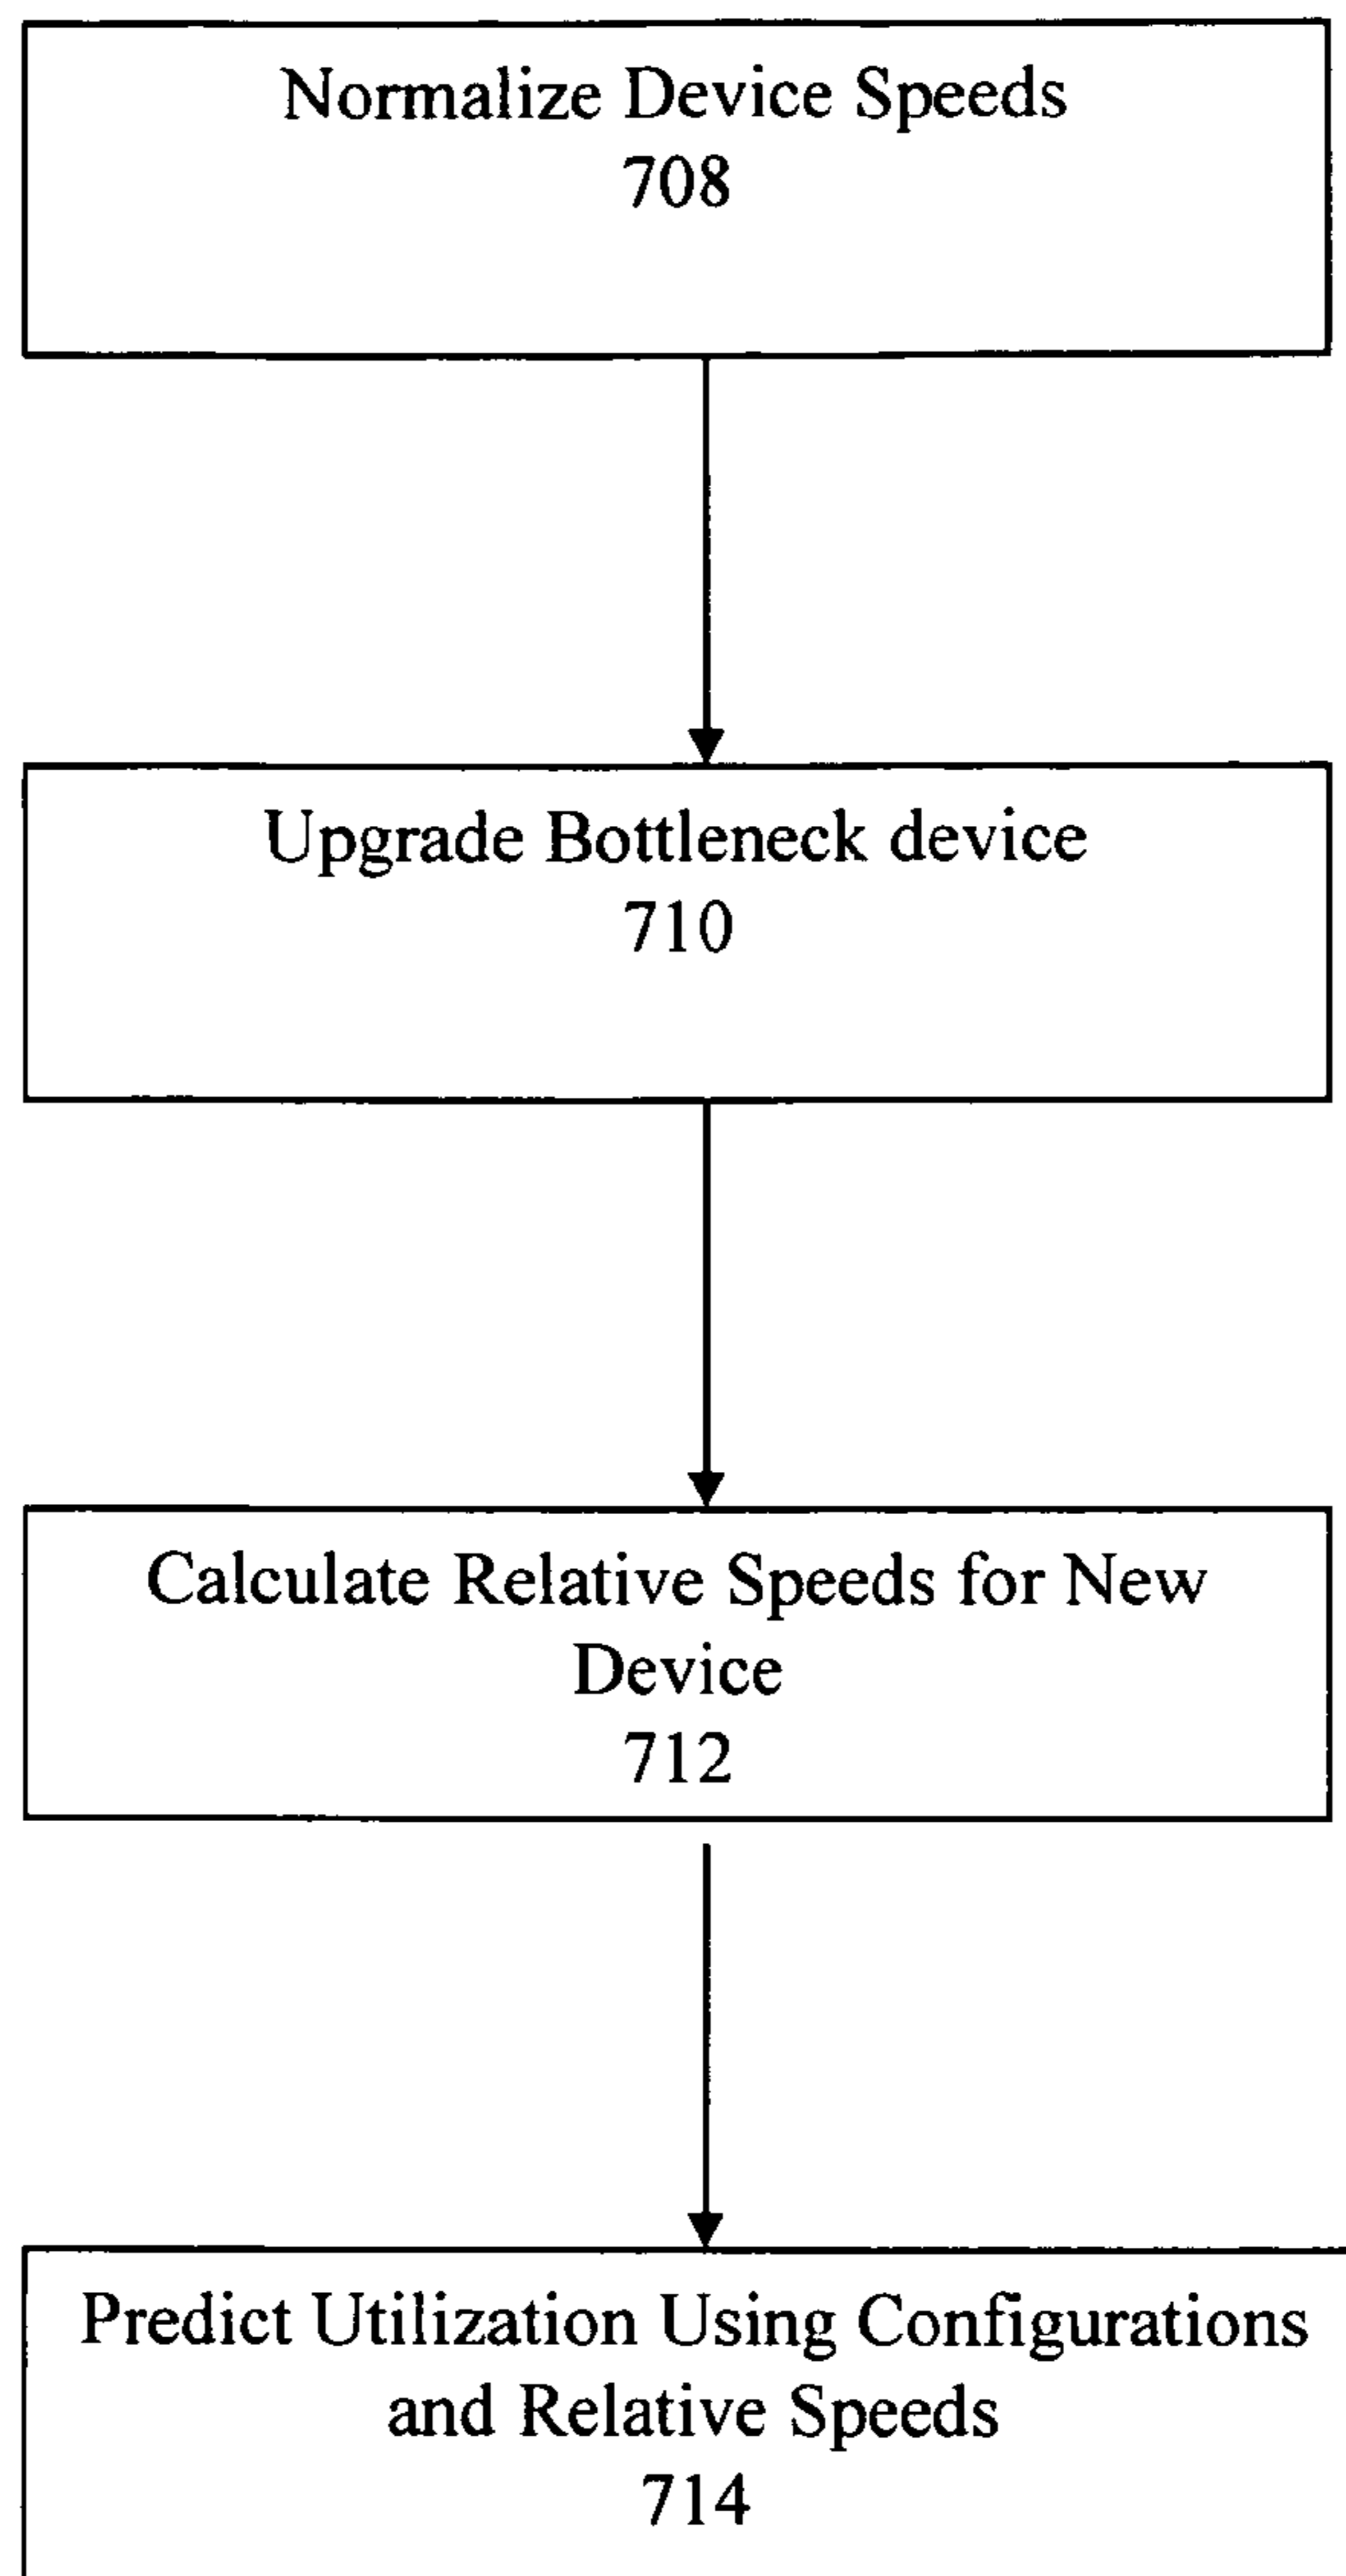 Normalize Device Speeds
708
Upgrade Bottleneck device
710
Calculate Relative Speeds for New
Device
712
Predict Utilization Using Configurations
and Relative Speeds
714